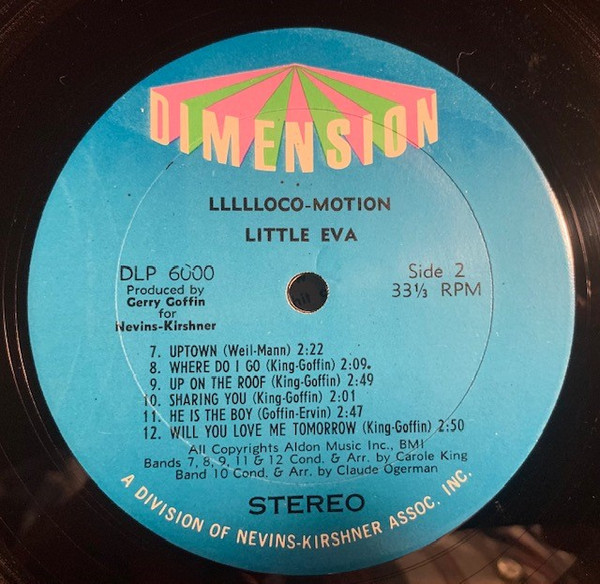 DIMENSION
LLLLLOCO-MOTION
LITTLE EVA
DLP 6000
Produced by
Gerry Goffin
for
Nevins-Kirshner
Side 2
33⅓ RPM
7. UPTOWN (Weil-Mann) 2:22
8. WHERE DO I GO (King-Goffin) 2:09.
9. UP ON THE ROOF (King-Goffin) 2:49
10. SHARING YOU (King-Goffin) 2:01
11. HE IS THE BOY (Goffin-Ervin) 2:47
12. WILL YOU LOVE ME TOMORROW (King-Goffin) 2:50
All Copyrights Aldon Music Inc., BMI
Bands 7, 8, 9, 11 & 12 Cond. & Arr. by Carole King
Band 10 Cond. & Arr. by Claude Ogerman
STEREO
A DIVISION OF NEVINS-KIRSHNER ASSOC. INC.